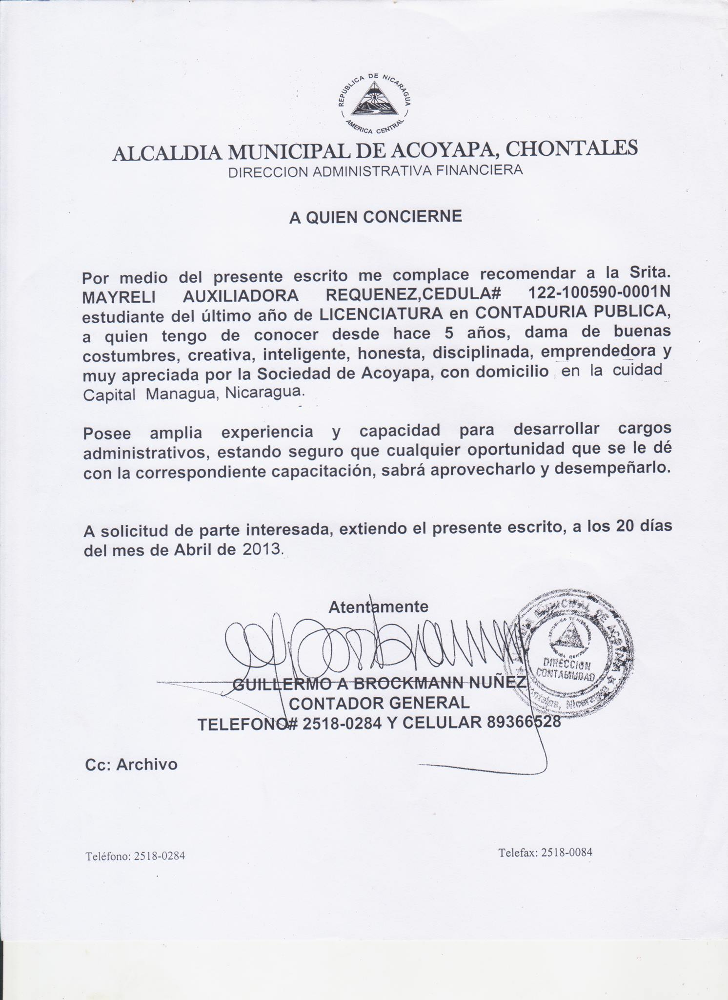 REPUBLICA DE NICARAGUA
AMERICA CENTRAL
ALCALDIA MUNICIPAL DE ACOYAPA, CHONTALES
DIRECCION ADMINISTRATIVA FINANCIERA
A QUIEN CONCIERNE
Por medio del presente escrito me complace recomendar a la Srita.
MAYRELI AUXILIADORA REQUENEZ,CEDULA# 122-100590-0001N
estudiante del último año de LICENCIATURA en CONTADURIA PUBLICA,
a quien tengo de conocer desde hace 5 años, dama de buenas
costumbres, creativa, inteligente, honesta, disciplinada, emprendedora y
muy apreciada por la Sociedad de Acoyapa, con domicilio en la cuidad
Capital Managua, Nicaragua.
Posee amplia experiencia y capacidad para desarrollar cargos
administrativos, estando seguro que cualquier oportunidad que se le dé
con la correspondiente capacitación, sabrá aprovecharlo y desempeñarlo.
A solicitud de parte interesada, extiendo el presente escrito, a los 20 días
del mes de Abril de 2013.
Atentamente
MUNICIPAL DE ACOYAPA
DIRECCION
CONTABILIDAD
Nicaragua
GUILLERMO A BROCKMANN NUÑEZ
CONTADOR GENERAL
TELEFONO# 2518-0284 Y CELULAR 89366528
Cc: Archivo
Teléfono: 2518-0284
Telefax: 2518-0084